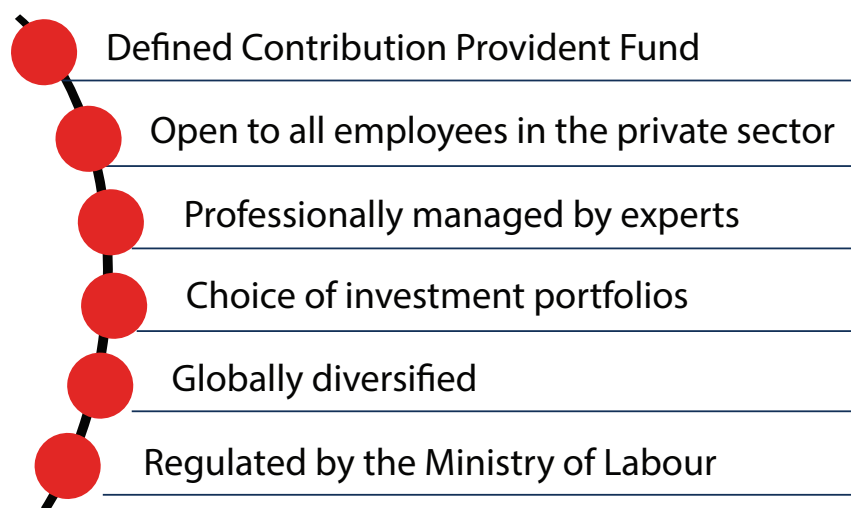 Defined Contribution Provident Fund
Open to all employees in the private sector
Professionally managed by experts
Choice of investment portfolios
Globally diversified
Regulated by the Ministry of Labour